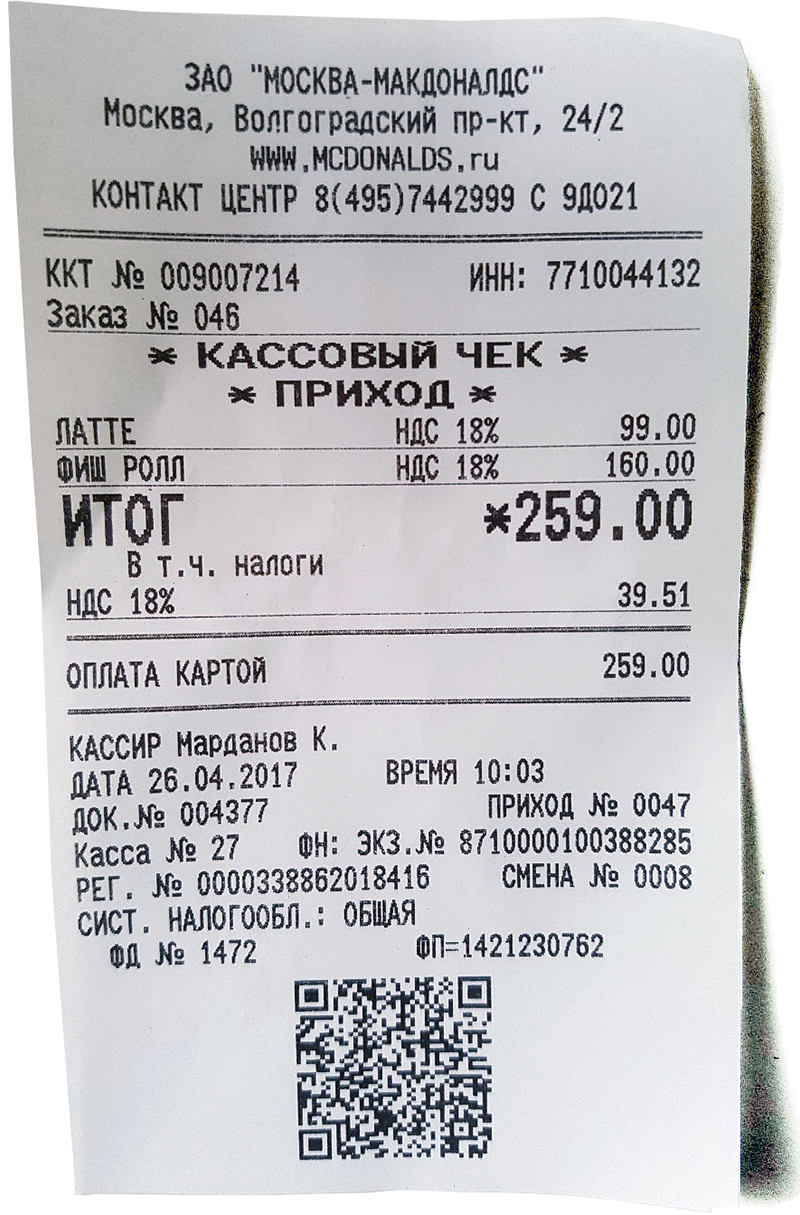 ЗАО "МОСКВА-МАКДОНАЛДС"
Москва, Волгоградский пр-кт, 24/2
WWW.MCDONALDS.ru
КОНТАКТ ЦЕНТР 8(495)7442999 С 9ДО21
ККТ № 009007214 ИНН: 7710044132
Заказ № 046
* КАССОВЫЙ ЧЕК *
* ПРИХОД *
ЛАТТЕ НДС 18% 99.00
ФИШ РОЛЛ НДС 18% 160.00
ИТОГ *259.00
В т.ч. налоги
НДС 18% 39.51
ОПЛАТА КАРТОЙ 259.00
КАССИР Марданов К.
ДАТА 26.04.2017 ВРЕМЯ 10:03
ДОК.№ 004377 ПРИХОД № 0047
Касса № 27 ФН: ЭКЗ.№ 8710000100388285
РЕГ. № 0000338862018416 СМЕНА № 0008
СИСТ. НАЛОГООБЛ.: ОБЩАЯ
ФД № 1472 ФП=1421230762